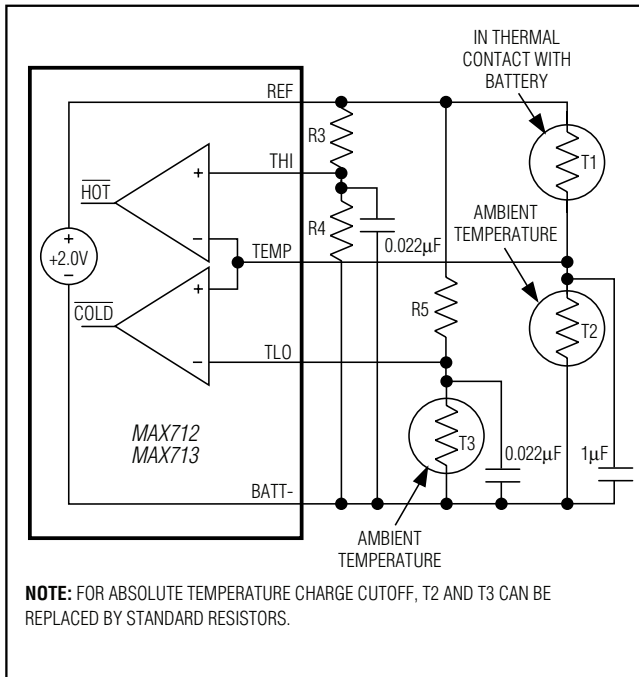 IN THERMAL
CONTACT WITH
BATTERY
REF
R3
THI
+
HOT
T1
AMBIENT
TEMPERATURE
R4
−
0.022µF
TEMP
+
+2.0V
−
+
R5
COLD
T2
−
TLO
MAX712
MAX713
T3
0.022µF
1µF
BATT-
AMBIENT
TEMPERATURE
NOTE: FOR ABSOLUTE TEMPERATURE CHARGE CUTOFF, T2 AND T3 CAN BE
REPLACED BY STANDARD RESISTORS.